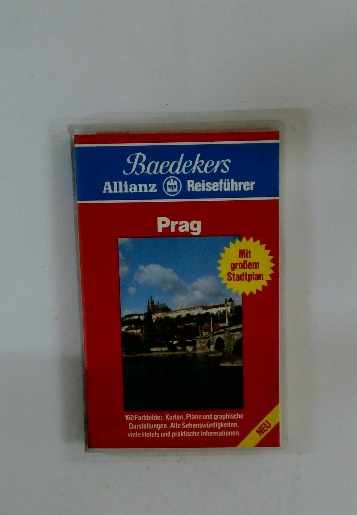 Baedekers
Allianz Reiseführer
Prag
Mit
großem
Stadtplan
160 Farbbilder, Karten, Pläne und graphische
Darstellungen. Alle Sehenswürdigkeiten,
viele Hotels und praktische Informationen.
NEU